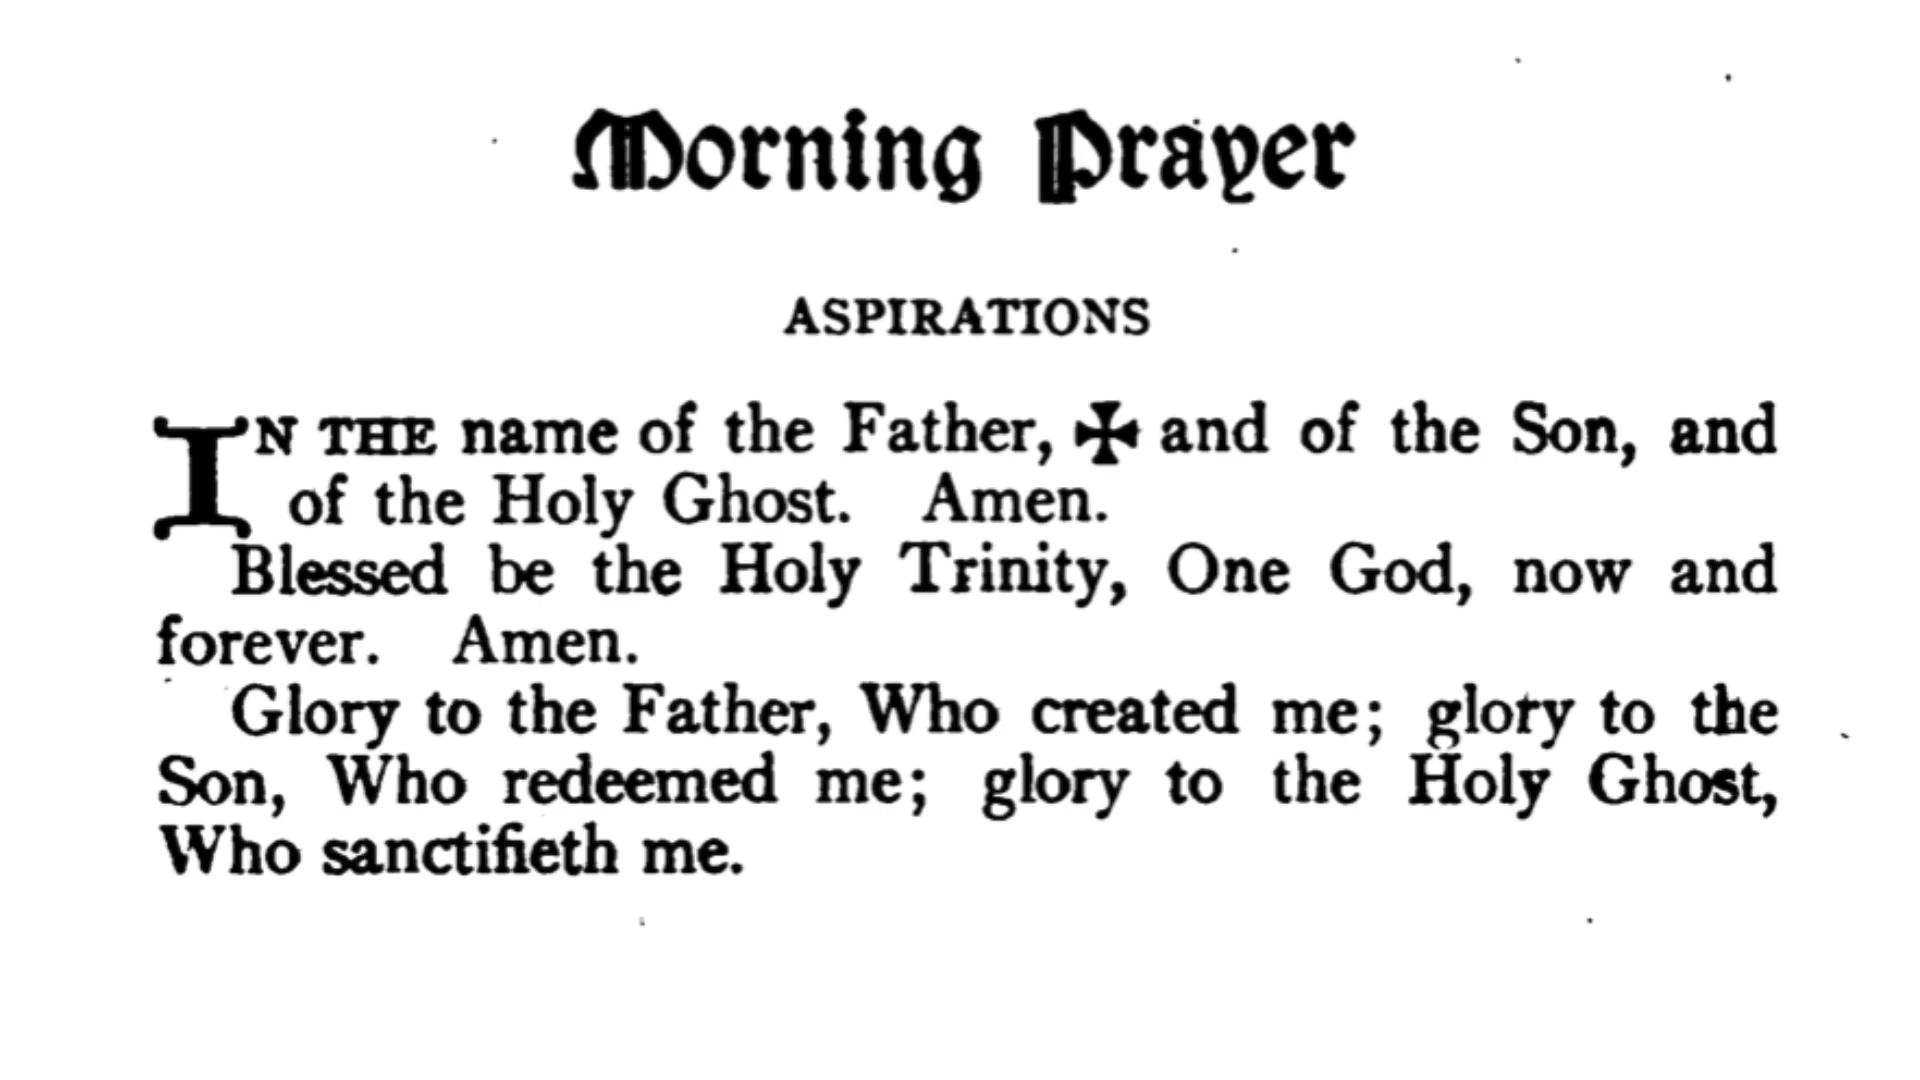 Morning Prayer
ASPIRATIONS
IN THE name of the Father, ✠ and of the Son, and
of the Holy Ghost. Amen.
Blessed be the Holy Trinity, One God, now and
forever. Amen.
Glory to the Father, Who created me; glory to the
Son, Who redeemed me; glory to the Holy Ghost,
Who sanctifieth me.